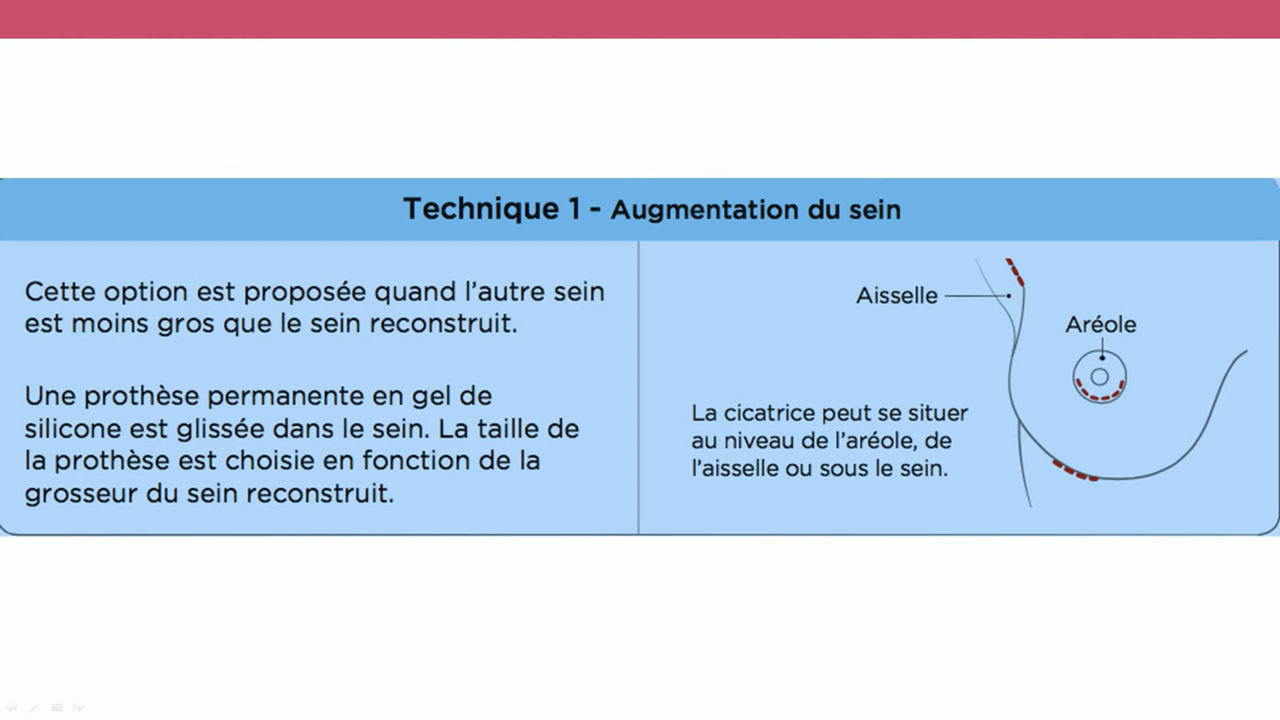 Technique 1 - Augmentation du sein
Cette option est proposée quand l'autre sein
est moins gros que le sein reconstruit.
Une prothèse permanente en gel de
silicone est glissée dans le sein. La taille de
la prothèse est choisie en fonction de la
grosseur du sein reconstruit.
Aisselle
Aréole
La cicatrice peut se situer
au niveau de l'aréole, de
l'aisselle ou sous le sein.